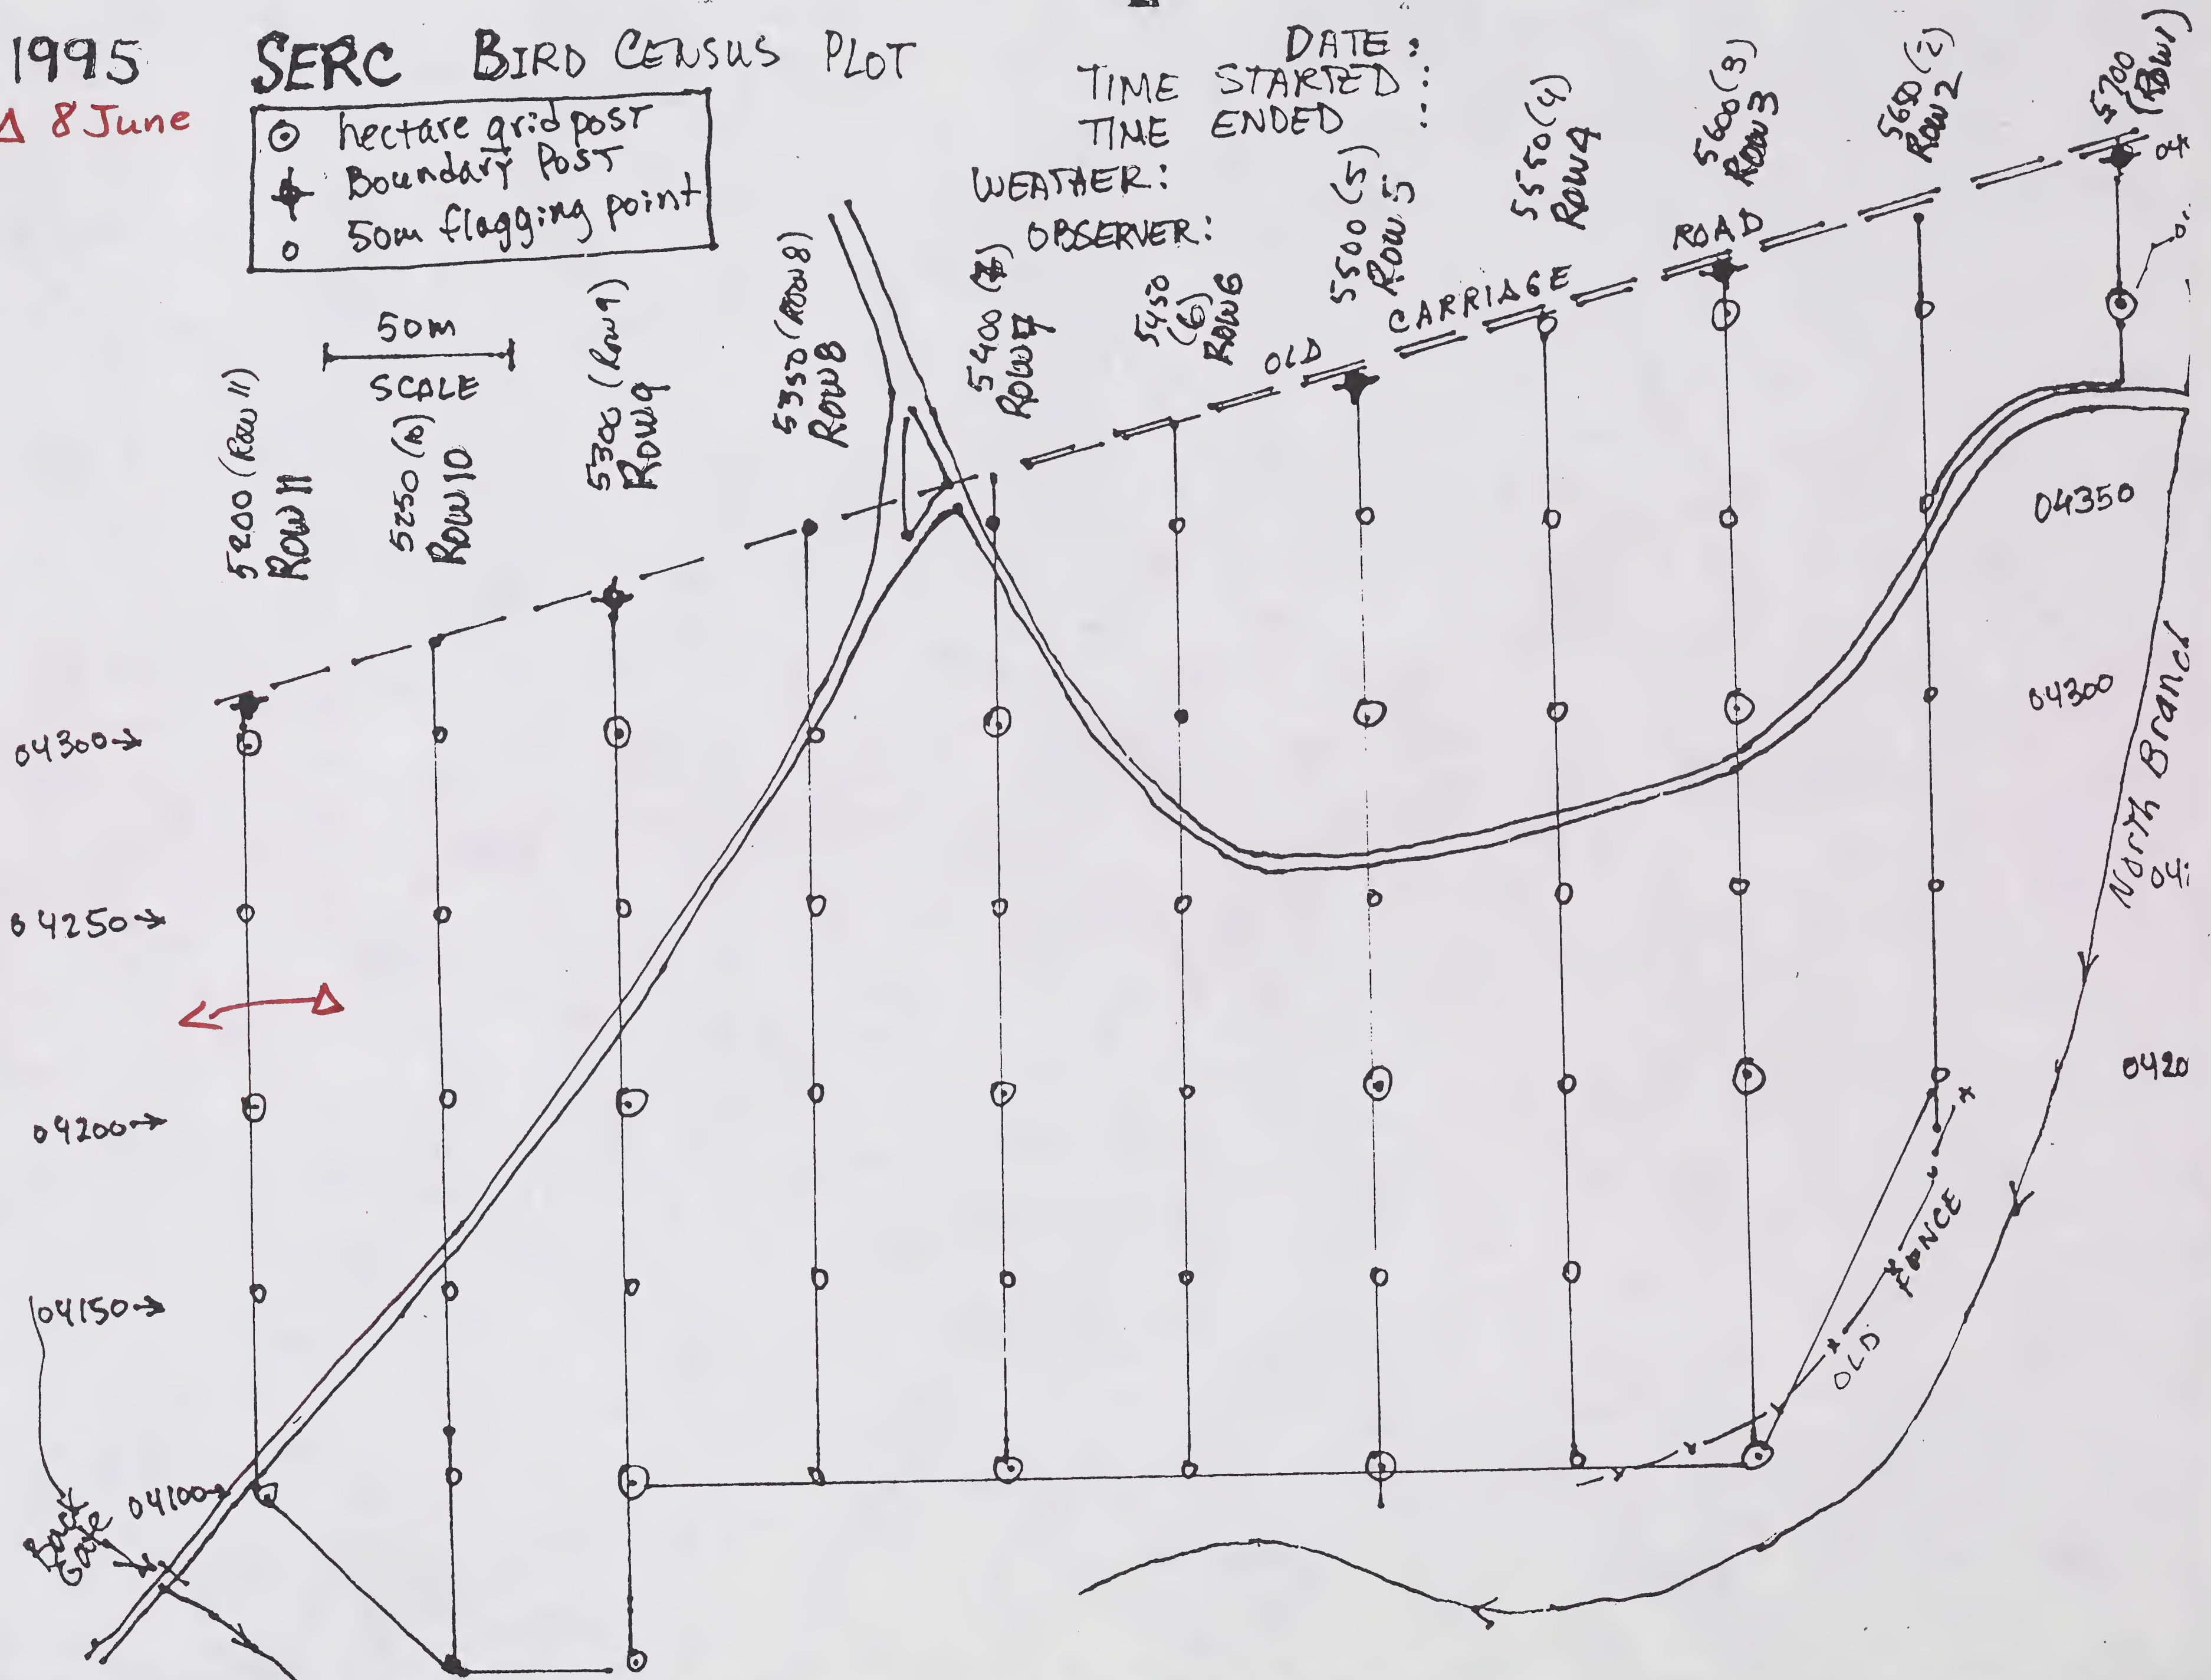 1995 SERC BIRD CENSUS PLOT
Δ 8 June
hectare grid post
Boundary Post
50m flagging point
DATE :
TIME STARTED :
TIME ENDED :
WEATHER:
OBSERVER:
50m
SCALE
5200 (Row 11)
Row 11
5250 (10)
Row 10
5300 (Row 9)
Row 9
5350 (Row 8)
Row 8
5400 (7)
Row 7
5450
(6)
Row 6
5500 (5)
Row 5
5550 (4)
Row 4
5600 (3)
Row 3
5650 (2)
Row 2
5700
(Row 1)
OLD CARRIAGE ROAD
04350
04300
North Branch
0420
04300→
04250→
04200→
04150→
04100→
Back
Gate
OLD FENCE